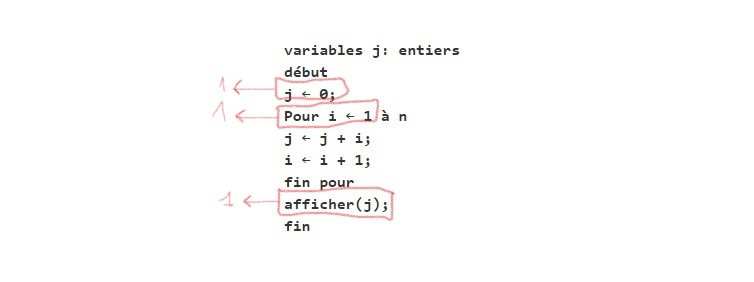 variables j: entiers
début
1 ← j ← 0;
1 ← Pour i ← 1 à n
j ← j + i;
i ← i + 1;
fin pour
1 ← afficher(j);
fin